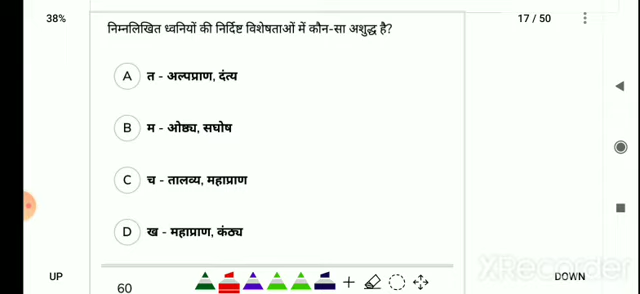 38%
17 / 50
निम्नलिखित ध्वनियों की निर्दिष्ट विशेषताओं में कौन-सा अशुद्ध है?
A त - अल्पप्राण, दंत्य
B म - ओष्ठ्य, सघोष
C च - तालव्य, महाप्राण
D ख - महाप्राण, कंठ्य
XRecorder
UP
DOWN
60